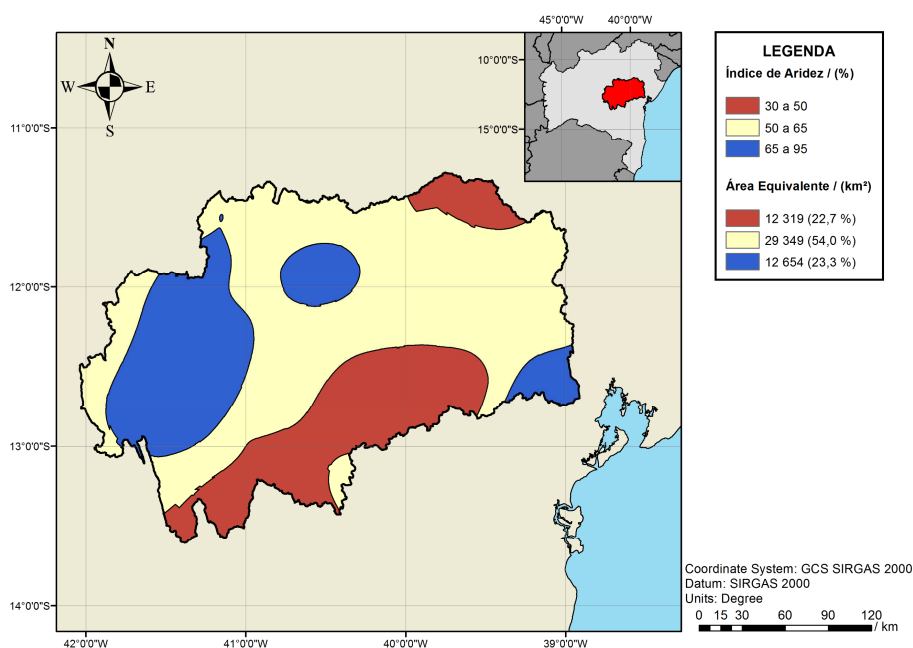 45°0'0"W 40°0'0"W
10°0'0"S
15°0'0"S
N
W E
S
11°0'0"S
12°0'0"S
13°0'0"S
14°0'0"S
42°0'0"W 41°0'0"W 40°0'0"W 39°0'0"W
LEGENDA
Índice de Aridez / (%)
30 a 50
50 a 65
65 a 95
Área Equivalente / (km²)
12 319 (22,7 %)
29 349 (54,0 %)
12 654 (23,3 %)
Coordinate System: GCS SIRGAS 2000
Datum: SIRGAS 2000
Units: Degree
0 15 30 60 90 120
/ km